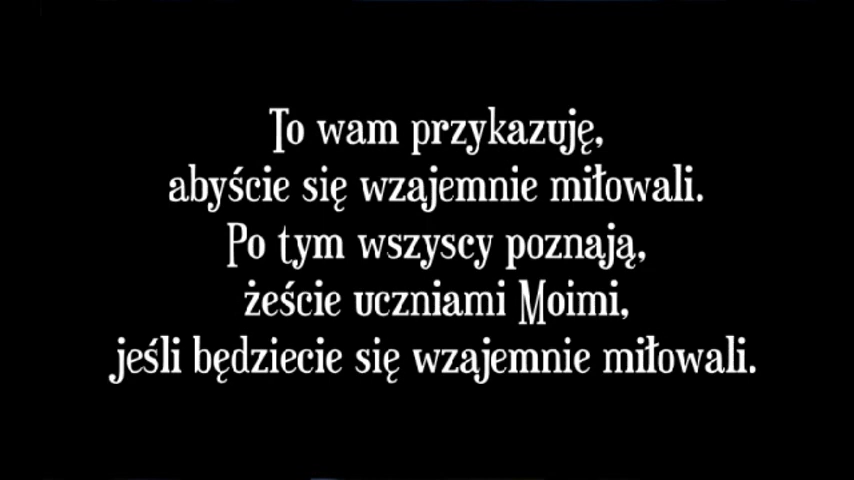 To wam przykazuję,
abyście się wzajemnie miłowali.
Po tym wszyscy poznają,
żeście uczniami Moimi,
jeśli będziecie się wzajemnie miłowali.